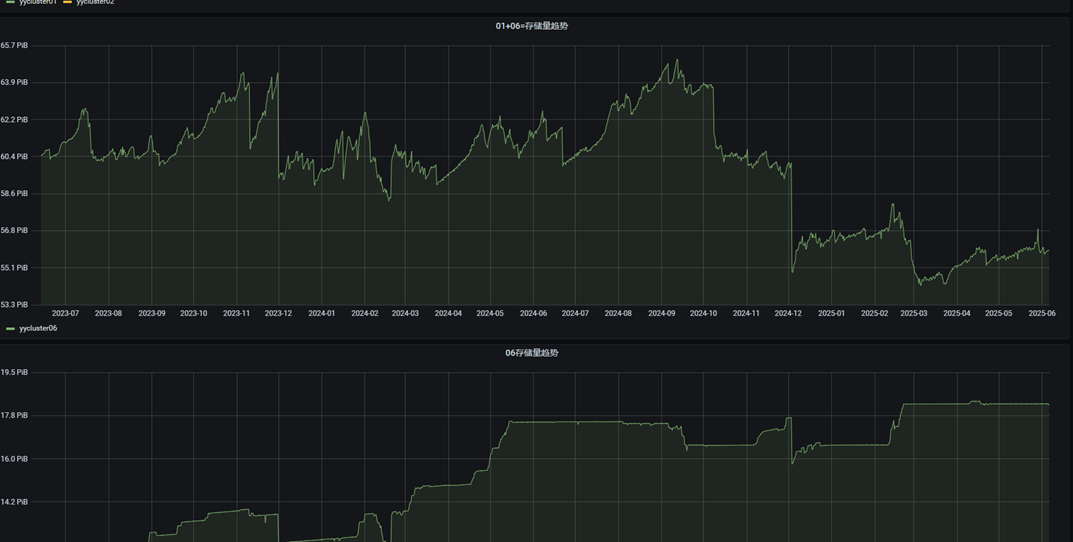 yycluster01 yycluster02
01+06=存储量趋势
65.7 PiB
63.9 PiB
62.2 PiB
60.4 PiB
58.6 PiB
56.8 PiB
55.1 PiB
53.3 PiB
2023-07 2023-08 2023-09 2023-10 2023-11 2023-12 2024-01 2024-02 2024-03 2024-04 2024-05 2024-06 2024-07 2024-08 2024-09 2024-10 2024-11 2024-12 2025-01 2025-02 2025-03 2025-04 2025-05 2025-06
yycluster06
06存储量趋势
19.5 PiB
17.8 PiB
16.0 PiB
14.2 PiB